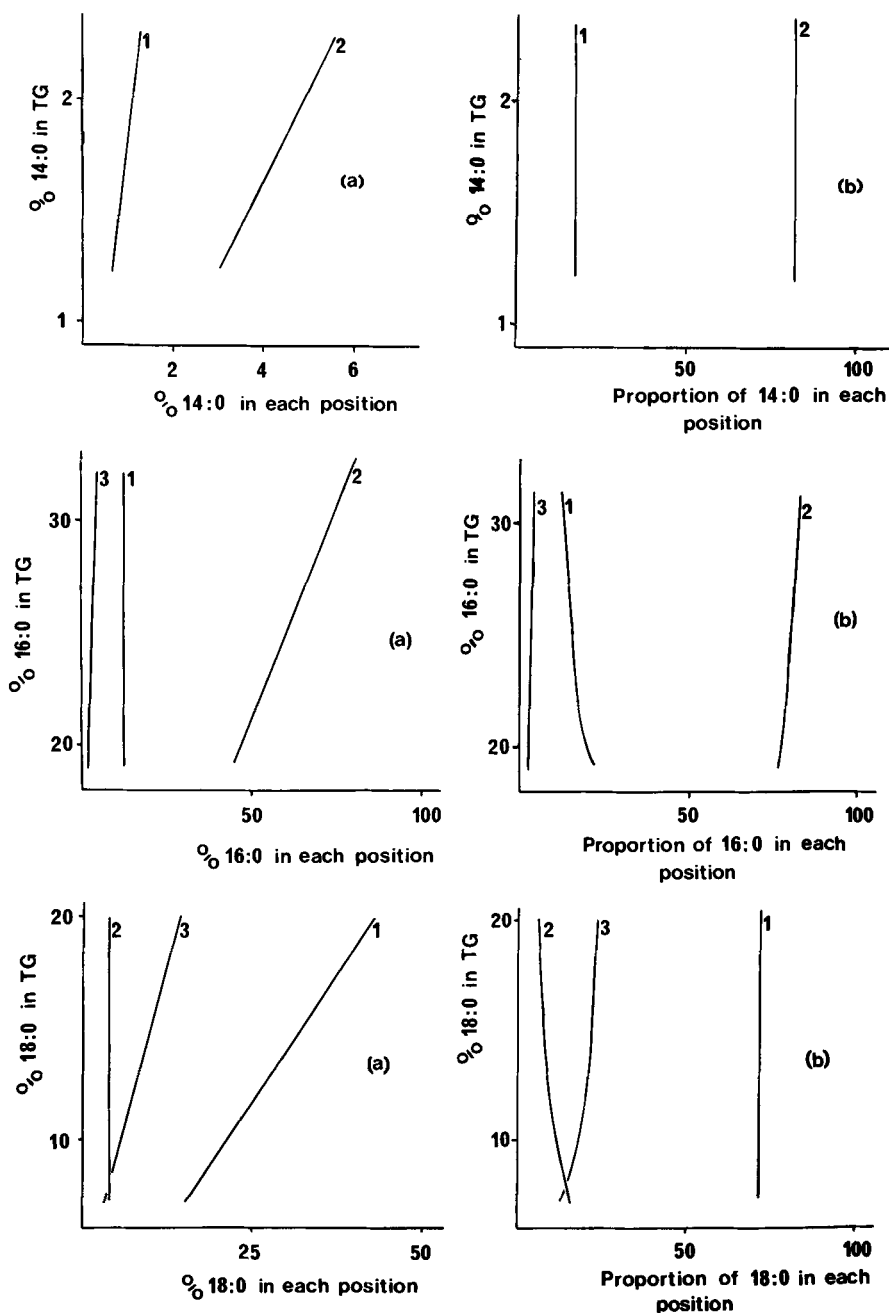 % 14:0 in TG
2
1
1
2
(a)
2 4 6
% 14:0 in each position
% 14:0 in TG
2
1
1
2
(b)
50 100
Proportion of 14:0 in each
position
% 16:0 in TG
30
20
3 1
2
(a)
50 100
% 16:0 in each position
% 16:0 in TG
30
20
3 1
2
(b)
50 100
Proportion of 16:0 in each
position
% 18:0 in TG
20
10
2 3
1
(a)
25 50
% 18:0 in each position
% 18:0 in TG
20
10
2 3
1
(b)
50 100
Proportion of 18:0 in each
position